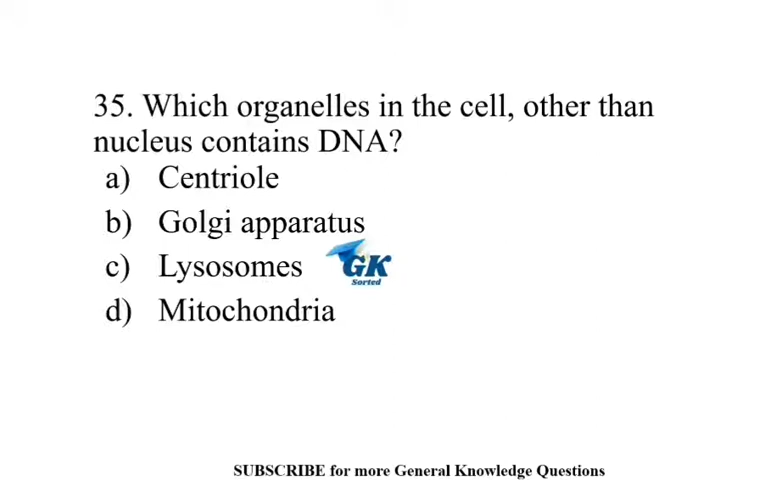 35. Which organelles in the cell, other than
nucleus contains DNA?
a) Centriole
b) Golgi apparatus
c) Lysosomes
GK
Sorted
d) Mitochondria
SUBSCRIBE for more General Knowledge Questions